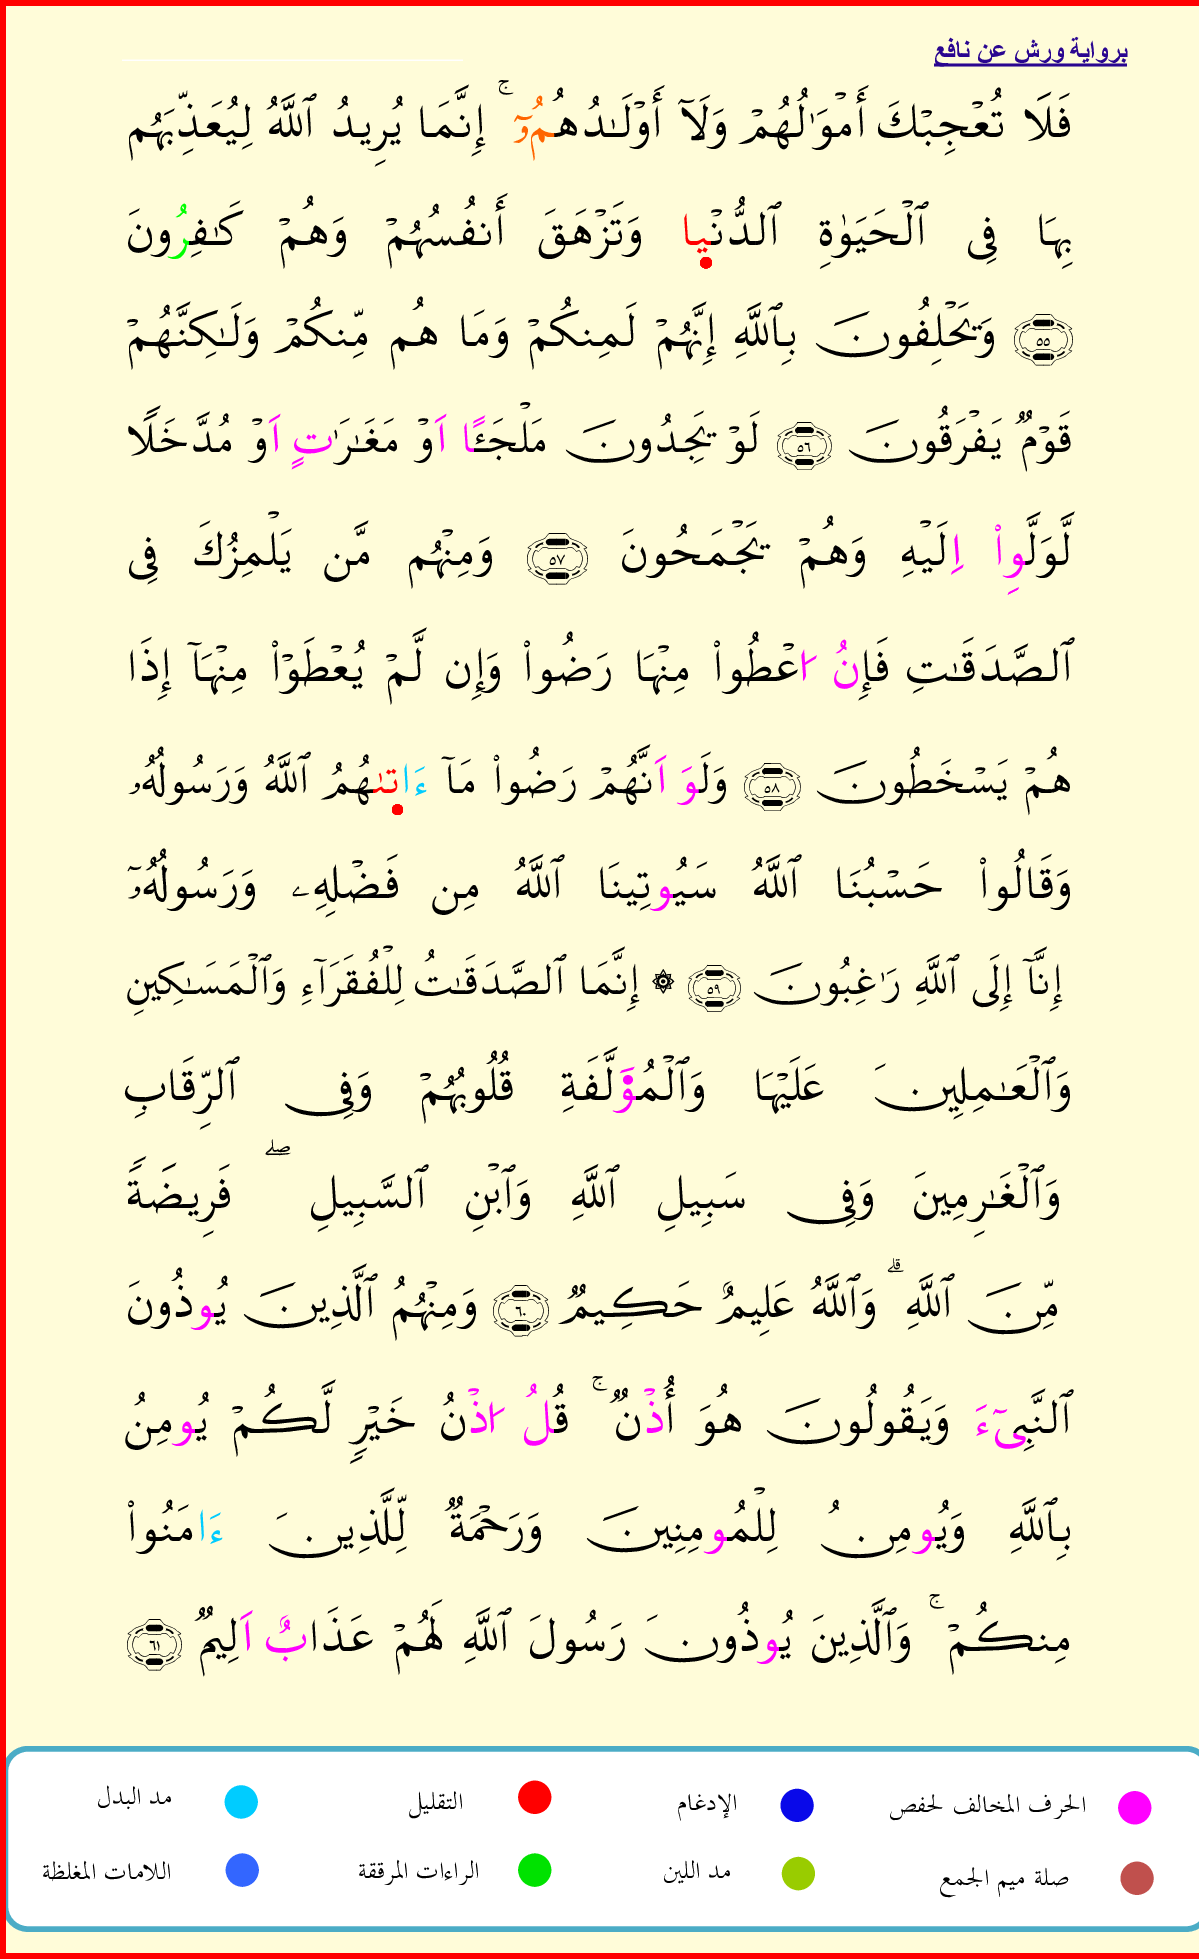 برواية ورش عن نافع
فَلَا تُعْجِبْكَ أَمْوَٰلُهُمْ وَلَآ أَوْلَٰدُهُمُۥٓ ۚ إِنَّمَا يُرِيدُ ٱللَّهُ لِيُعَذِّبَهُم
بِهَا فِى ٱلْحَيَوٰةِ ٱلدُّنْيا وَتَزْهَقَ أَنفُسُهُمْ وَهُمْ كَٰفِرُونَ
٥٥ وَيَحْلِفُونَ بِٱللَّهِ إِنَّهُمْ لَمِنكُمْ وَمَا هُم مِّنكُمْ وَلَٰكِنَّهُمْ
قَوْمٌ يَفْرَقُونَ ٥٦ لَوْ يَجِدُونَ مَلْجَـًٔا اَوْ مَغَٰرَٰتٍ اَوْ مُدَّخَلًا
لَّوَلَّوِاْ اِلَيْهِ وَهُمْ يَجْمَحُونَ ٥٧ وَمِنْهُم مَّن يَلْمِزُكَ فِى
ٱلصَّدَقَٰتِ فَإِنُ ا۟عْطُواْ مِنْهَا رَضُواْ وَإِن لَّمْ يُعْطَوْاْ مِنْهَآ إِذَا
هُمْ يَسْخَطُونَ ٥٨ وَلَوَ اَنَّهُمْ رَضُواْ مَآ ءَاتىٰهُمُ ٱللَّهُ وَرَسُولُهُۥ
وَقَالُواْ حَسْبُنَا ٱللَّهُ سَيُوتِينَا ٱللَّهُ مِن فَضْلِهِۦ وَرَسُولُهُۥٓ
إِنَّآ إِلَى ٱللَّهِ رَٰغِبُونَ ٥٩ ۞ إِنَّمَا ٱلصَّدَقَٰتُ لِلْفُقَرَآءِ وَٱلْمَسَٰكِينِ
وَٱلْعَٰمِلِينَ عَلَيْهَا وَٱلْمُؤَلَّفَةِ قُلُوبُهُمْ وَفِى ٱلرِّقَابِ
وَٱلْغَٰرِمِينَ وَفِى سَبِيلِ ٱللَّهِ وَٱبْنِ ٱلسَّبِيلِ ۖ فَرِيضَةً
مِّنَ ٱللَّهِ ۗ وَٱللَّهُ عَلِيمٌ حَكِيمٌ ٦٠ وَمِنْهُمُ ٱلَّذِينَ يُوذُونَ
ٱلنَّبِىٓءَ وَيَقُولُونَ هُوَ أُذْنٌ ۚ قُلُ ا۟ذْنُ خَيْرٍ لَّكُمْ يُومِنُ
بِٱللَّهِ وَيُومِنُ لِلْمُومِنِينَ وَرَحْمَةٌ لِّلَّذِينَ ءَامَنُواْ
مِنكُمْ ۚ وَٱلَّذِينَ يُوذُونَ رَسُولَ ٱللَّهِ لَهُمْ عَذَابٌ اَلِيمٌ ٦١
الحرف المخالف لحفص الإدغام التقليل مد البدل
صلة ميم الجمع مد اللين الراءات المرققة اللامات المغلظة